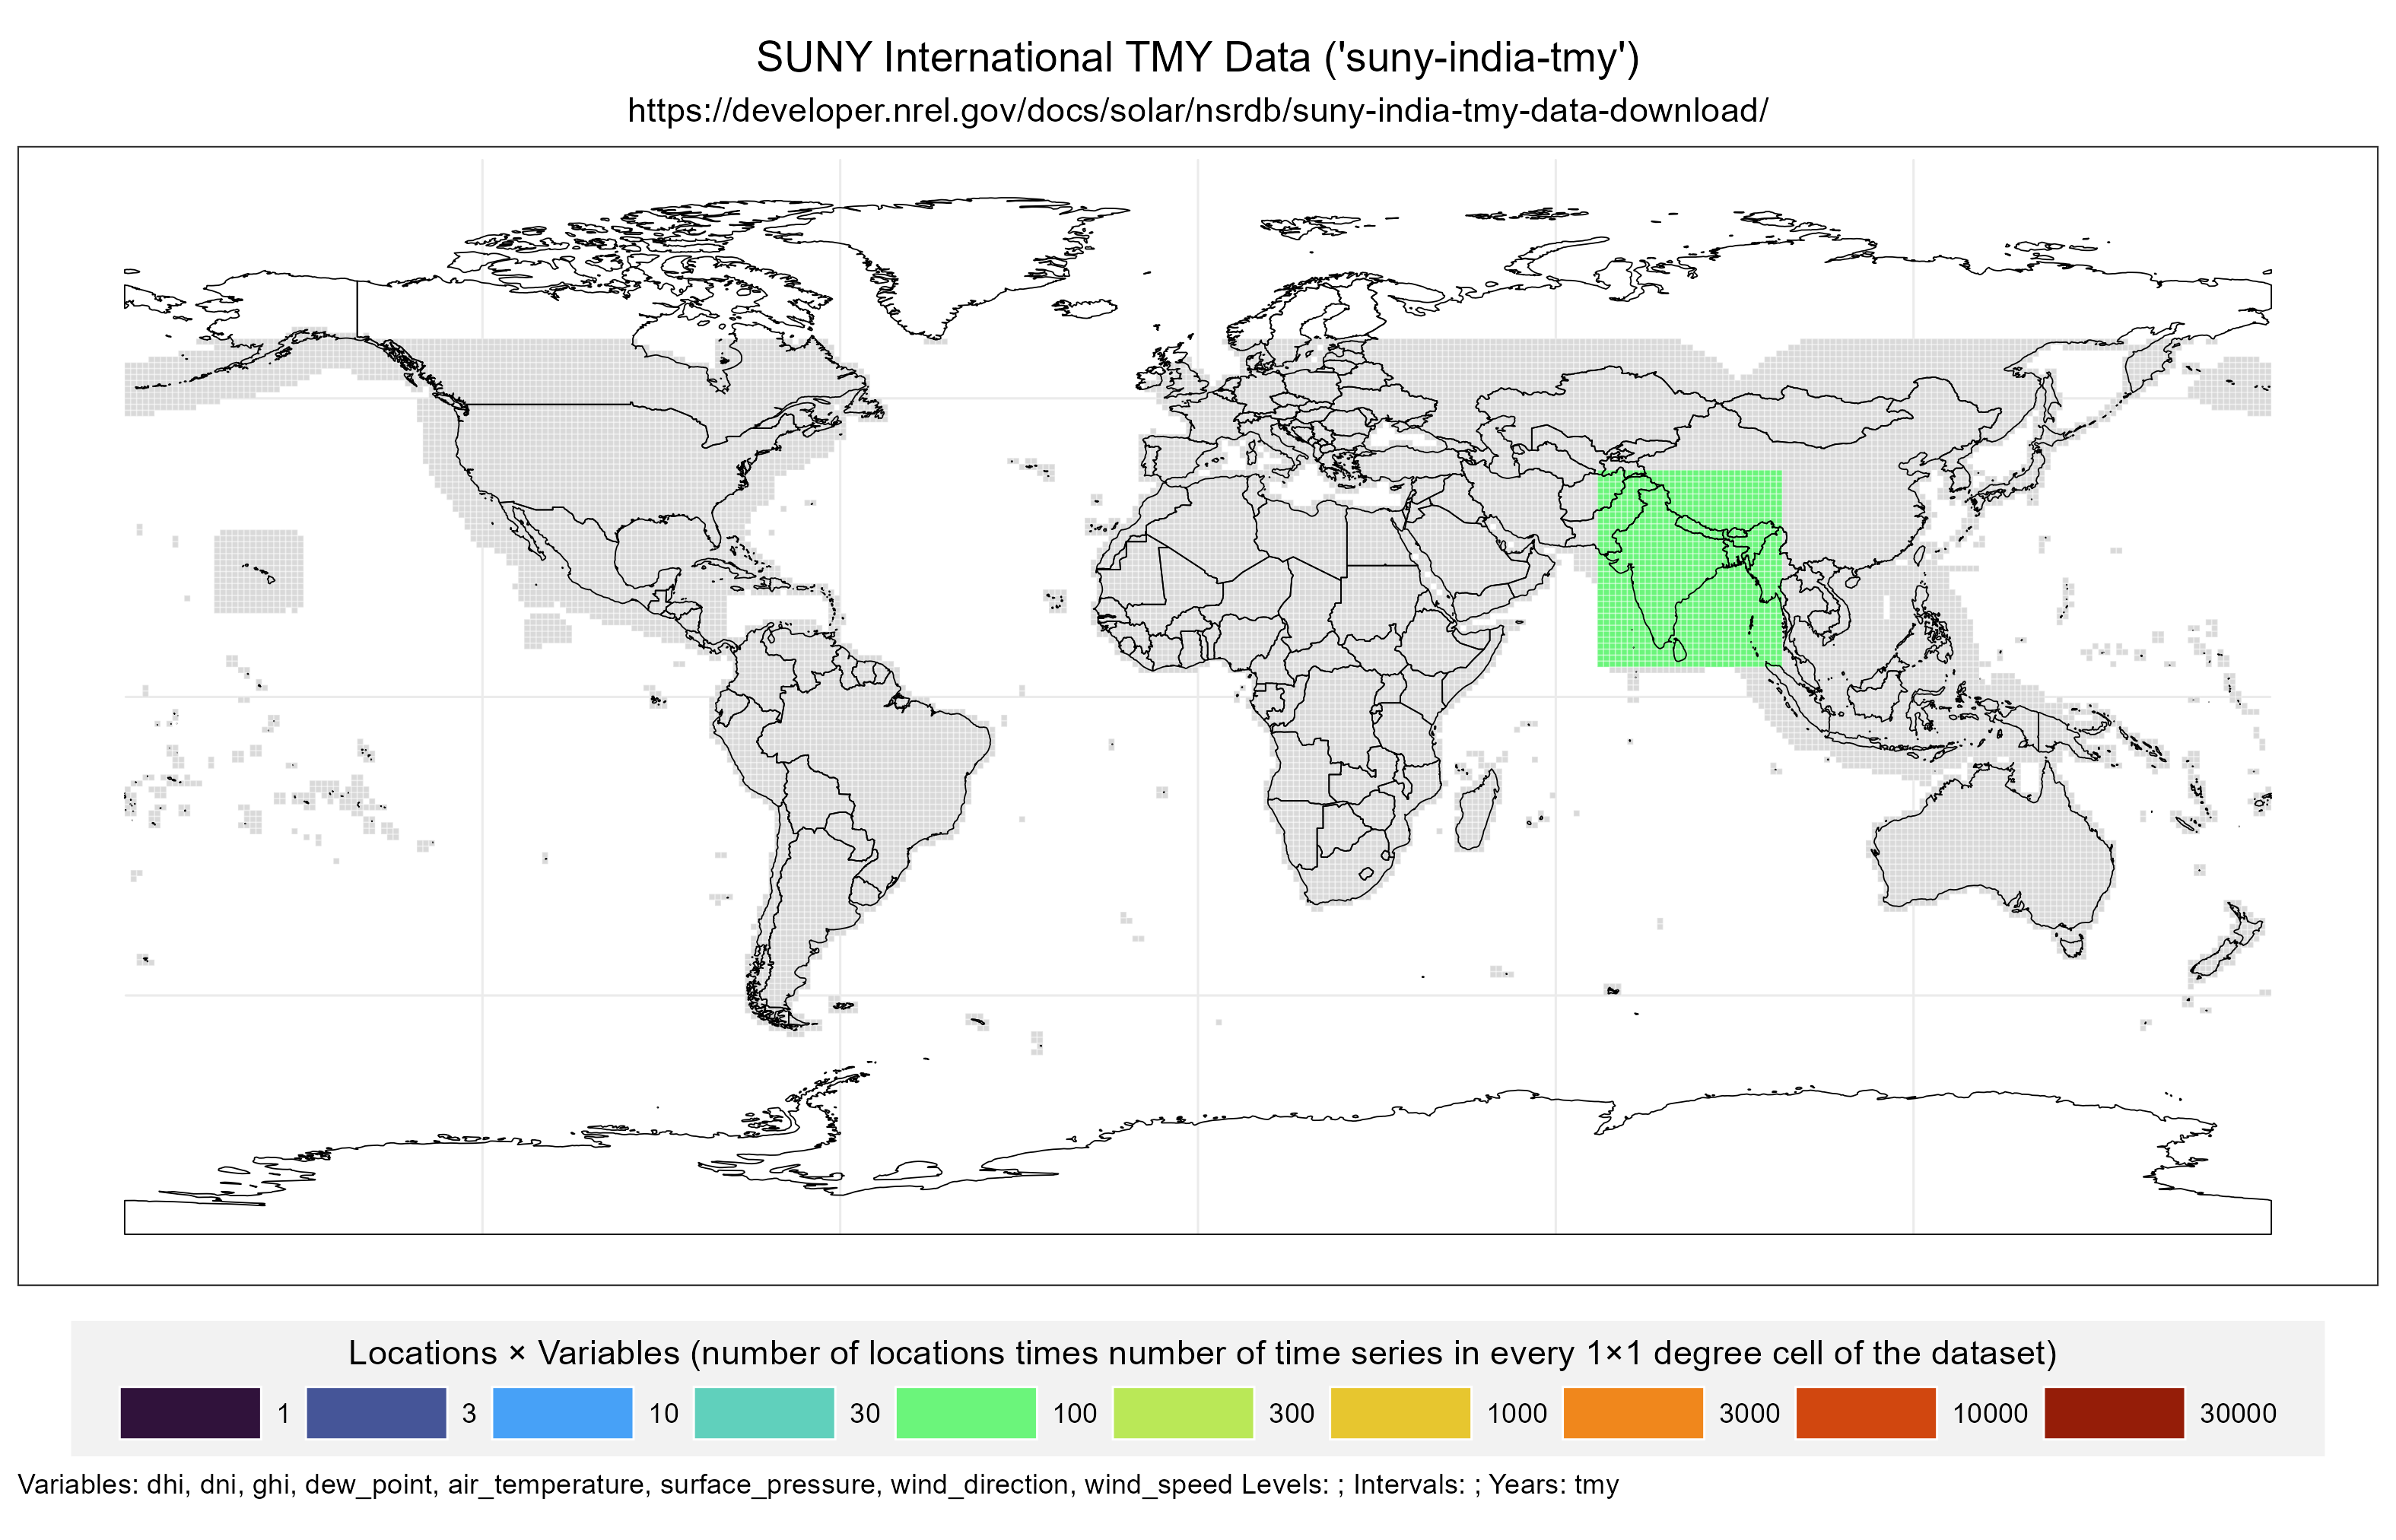 SUNY International TMY Data ('suny-india-tmy')
https://developer.nrel.gov/docs/solar/nsrdb/suny-india-tmy-data-download/
Locations × Variables (number of locations times number of time series in every 1×1 degree cell of the dataset)
1 3 10 30 100 300 1000 3000 10000 30000
Variables: dhi, dni, ghi, dew_point, air_temperature, surface_pressure, wind_direction, wind_speed Levels: ; Intervals: ; Years: tmy